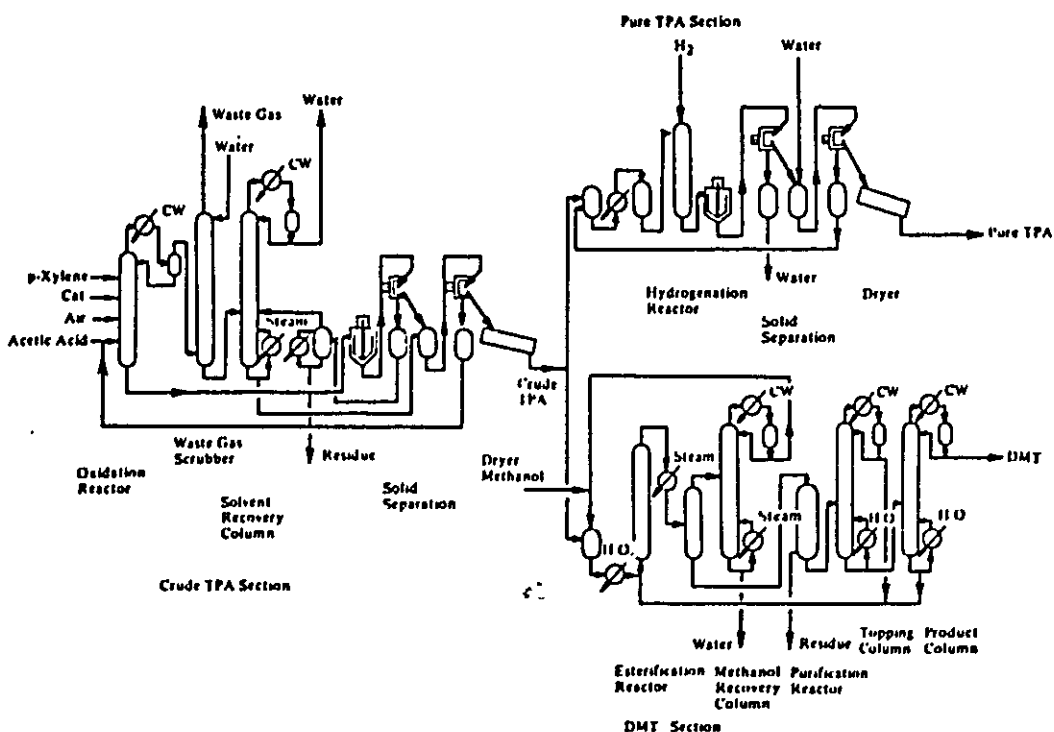 Pure TPA Section
H2
Water
Waste Gas
Water
Water
CW
CW
Pure TPA
Water
Hydrogenation
Reactor
Dryer
Solid
Separation
p-Xylene
Cat
Air
Acetic Acid
Steam
Crude
TPA
CW
CW
CW
Waste Gas
Scrubber
Residue
Dryer
Methanol
Steam
DMT
Oxidation
Reactor
Solid
Separation
Solvent
Recovery
Column
Steam
H O
H O
H O
Crude TPA Section
Water
Residue
Topping
Column
Product
Column
Esterification
Reactor
Methanol
Recovery
Column
Purification
Reactor
DMT Section